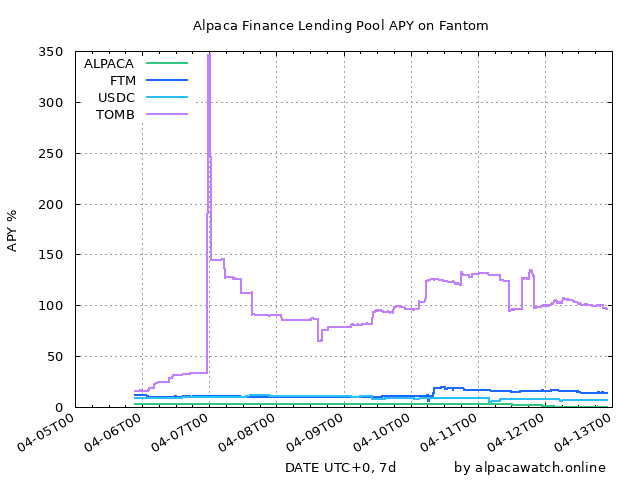 Alpaca Finance Lending Pool APY on Fantom
350
300
250
200
150
100
50
0
APY %
ALPACA
FTM
USDC
TOMB
04-05T00
04-06T00
04-07T00
04-08T00
04-09T00
04-10T00
04-11T00
04-12T00
04-13T00
DATE UTC+0, 7d
by alpacawatch.online